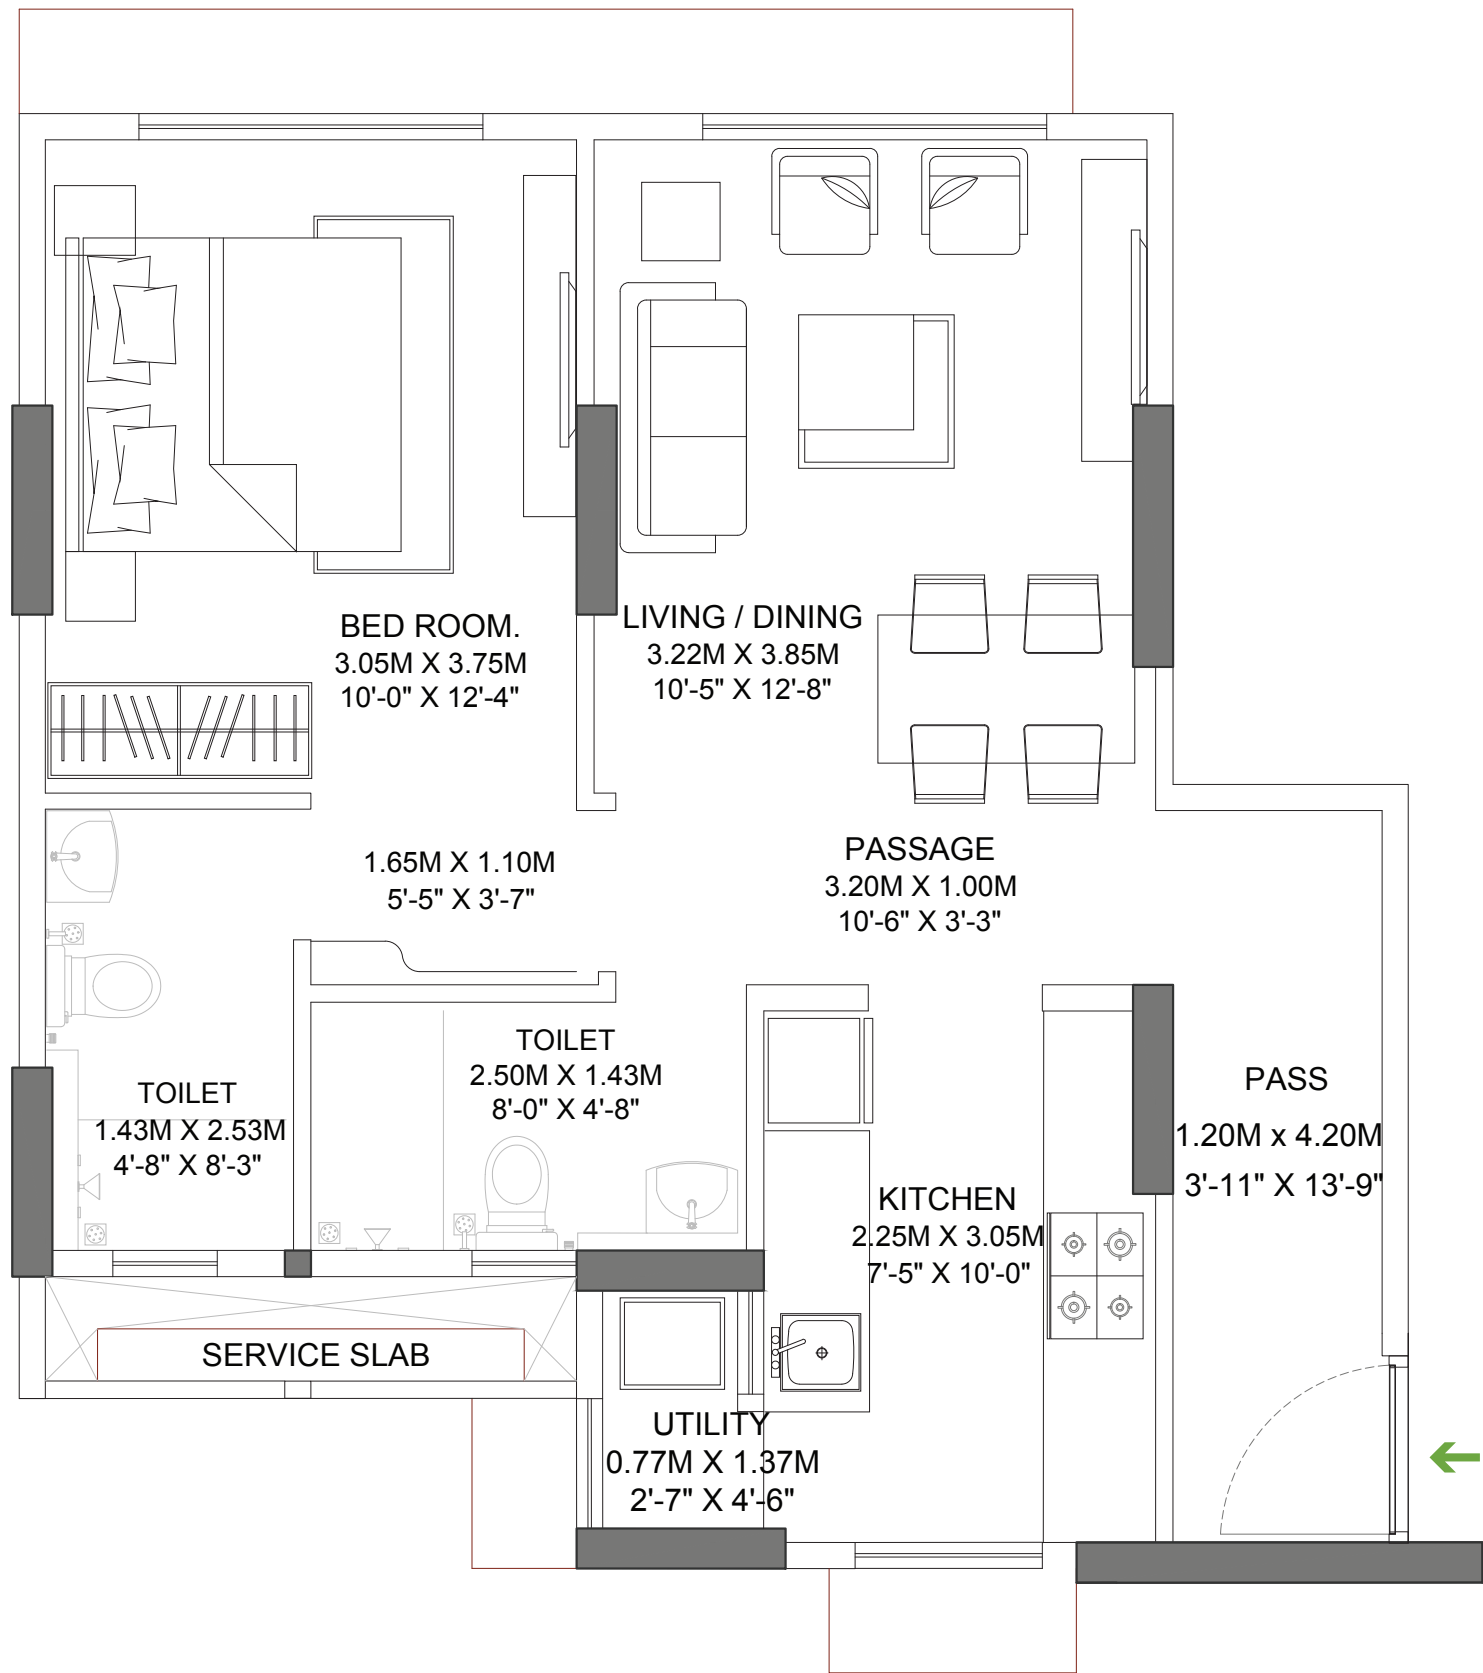 BED ROOM.
3.05M X 3.75M
10'-0" X 12'-4"
LIVING / DINING
3.22M X 3.85M
10'-5" X 12'-8"
1.65M X 1.10M
5'-5" X 3'-7"
PASSAGE
3.20M X 1.00M
10'-6" X 3'-3"
TOILET
1.43M X 2.53M
4'-8" X 8'-3"
TOILET
2.50M X 1.43M
8'-0" X 4'-8"
KITCHEN
2.25M X 3.05M
7'-5" X 10'-0"
PASS
1.20M x 4.20M
3'-11" X 13'-9"
SERVICE SLAB
UTILITY
0.77M X 1.37M
2'-7" X 4'-6"